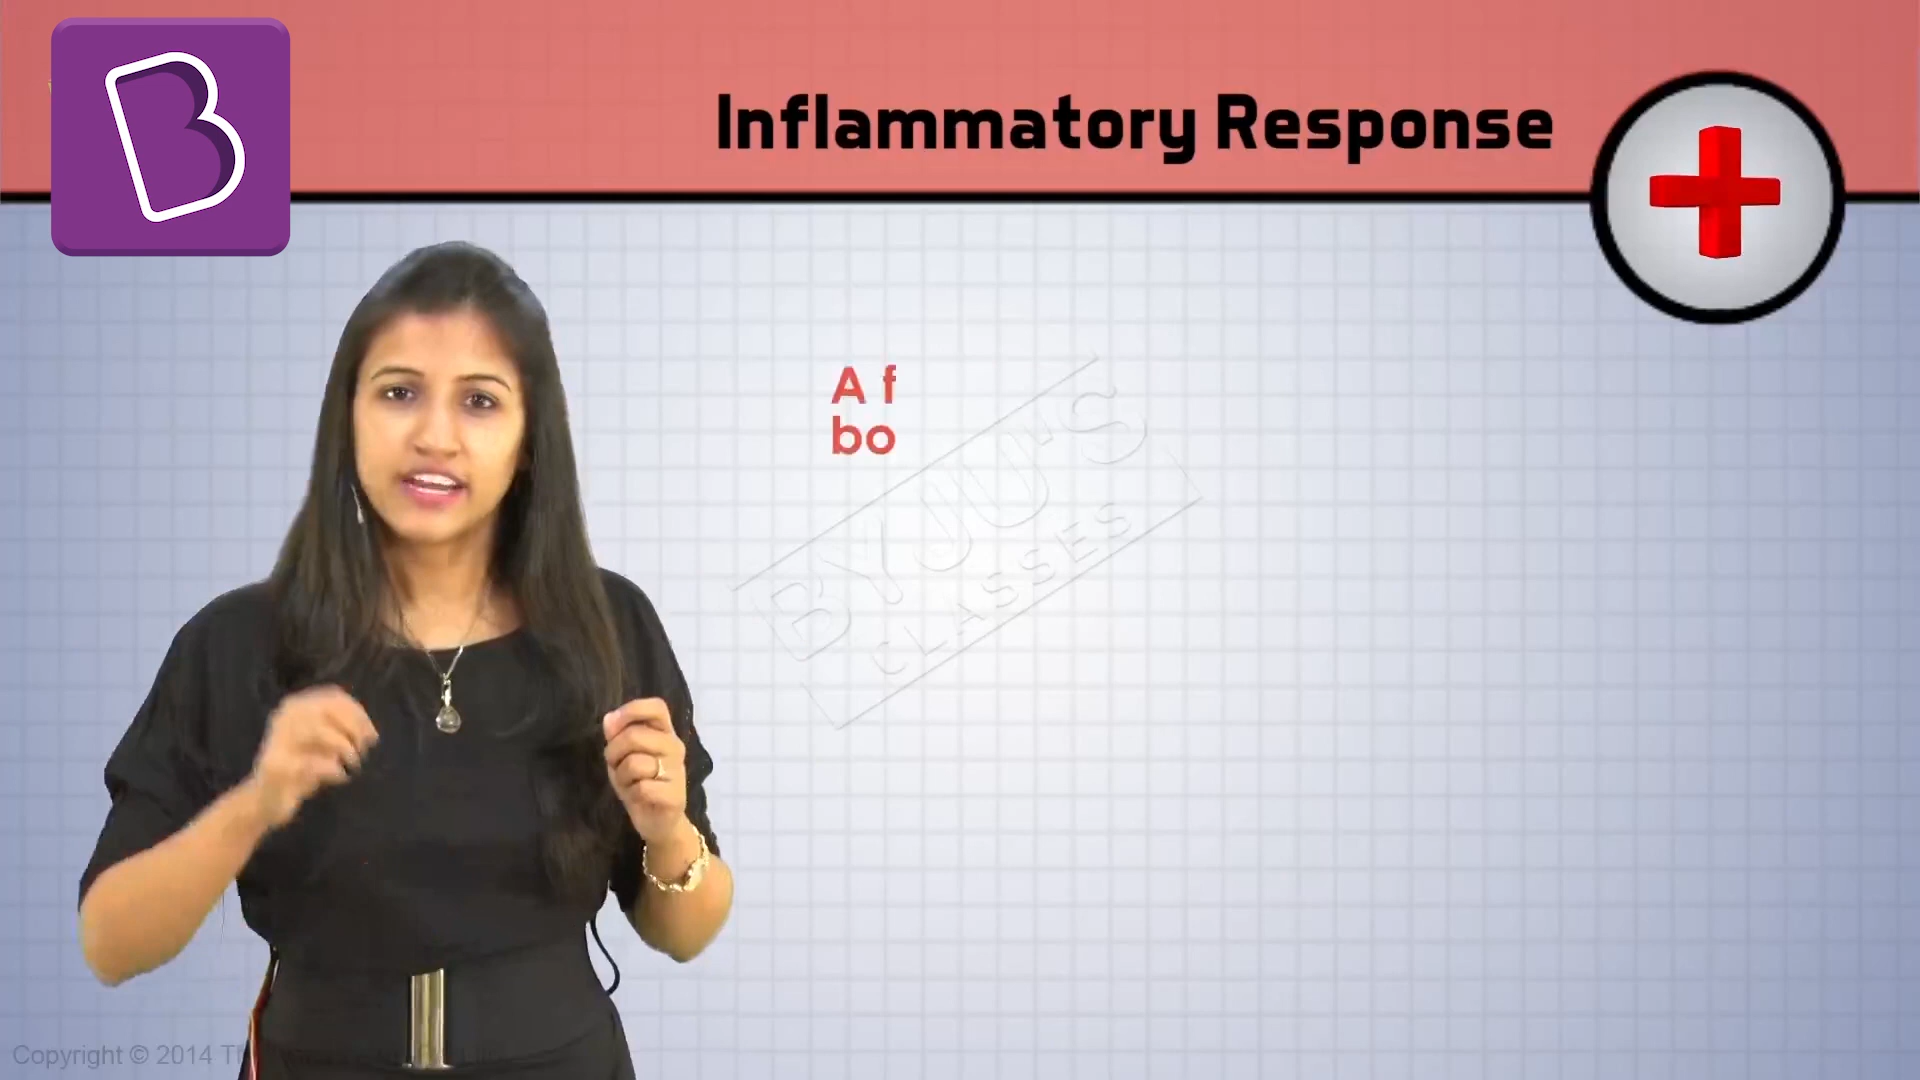 B
Inflammatory Response
A f
bo
BYJU'S
CLASSES
Copyright © 2014